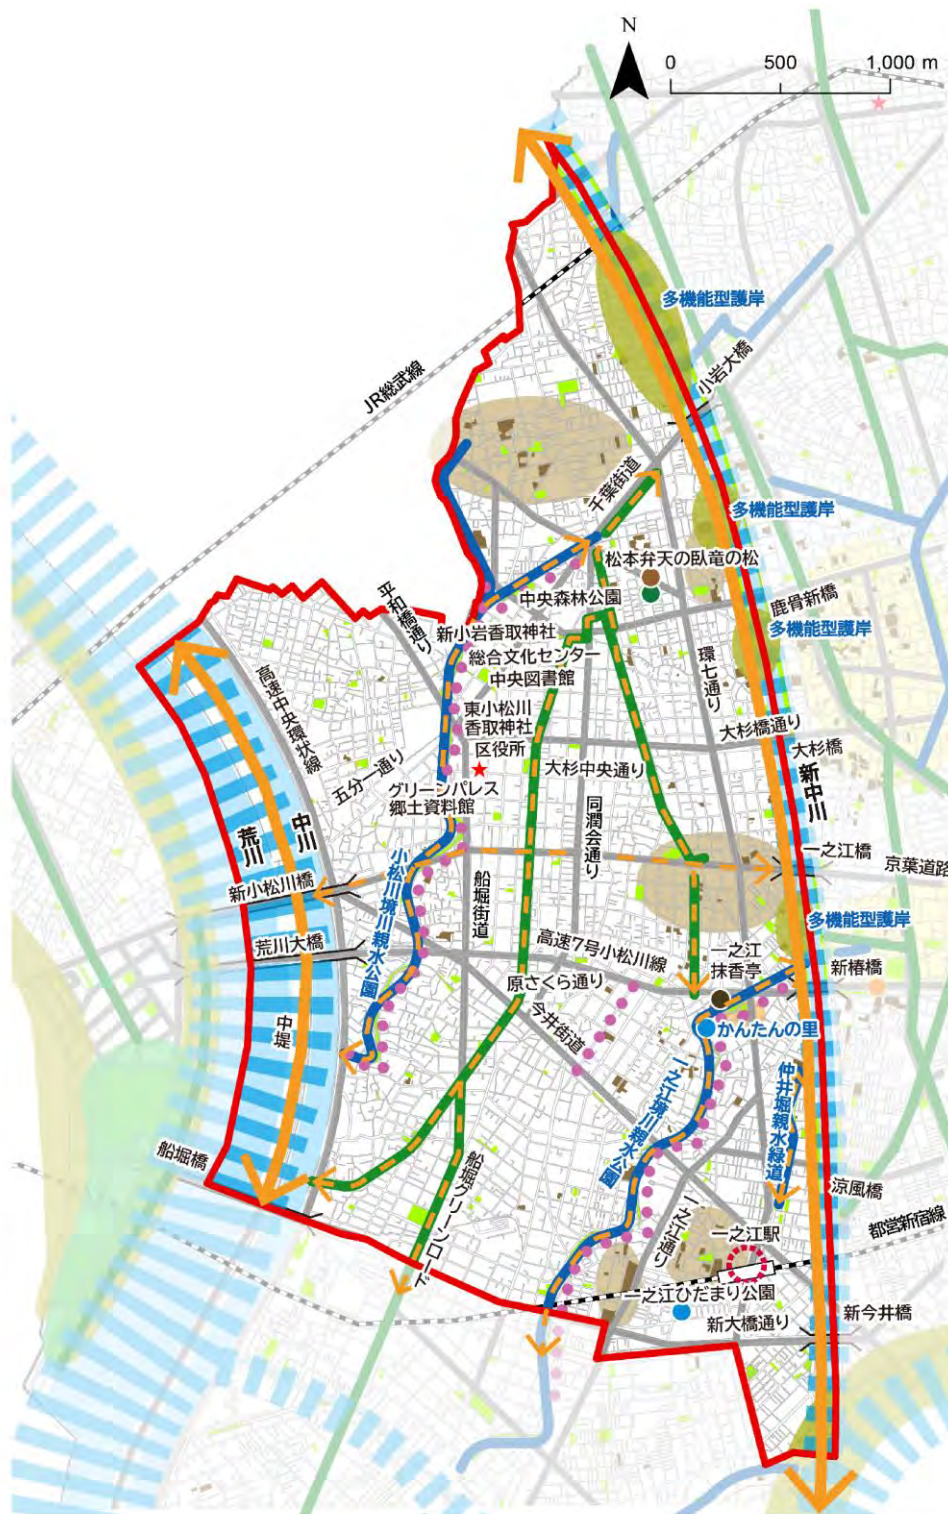 N
0 500 1,000 m
多機能型護岸
小岩大橋
JR総武線
千葉街道
多機能型護岸
松本弁天の臥竜の松
中央森林公園
鹿骨新橋
平和橋通り
新小岩香取神社
多機能型護岸
総合文化センター
中央図書館
環七通り
高速中央環状線
東小松川
香取神社
区役所
大杉橋通り
大杉橋
五分一通り
大杉中央通り
新中川
グリーンパレス
郷土資料館
同潤会通り
荒川
中川
一之江橋
京葉道路
新小松川橋
小松川境川親水公園
船堀街道
多機能型護岸
荒川大橋
高速7号小松川線
一之江
抹香亭
新椿橋
原さくら通り
中堤
今井街道
かんたんの里
仲井堀親水緑道
一之江境川親水公園
船堀橋
船堀グリーンロード
涼風橋
一之江通り
都営新宿線
一之江駅
一之江ひだまり公園
新大橋通り
新今井橋